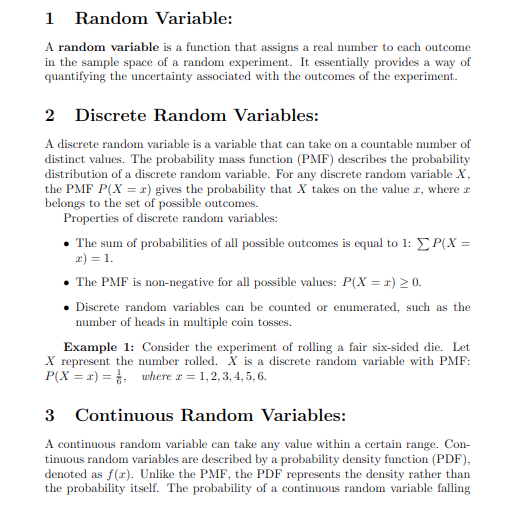 1 Random Variable:
A random variable is a function that assigns a real number to each outcome
in the sample space of a random experiment. It essentially provides a way of
quantifying the uncertainty associated with the outcomes of the experiment.
2 Discrete Random Variables:
A discrete random variable is a variable that can take on a countable number of
distinct values. The probability mass function (PMF) describes the probability
distribution of a discrete random variable. For any discrete random variable X,
the PMF P(X = x) gives the probability that X takes on the value x, where x
belongs to the set of possible outcomes.
Properties of discrete random variables:
• The sum of probabilities of all possible outcomes is equal to 1: ∑ P(X =
x) = 1.
• The PMF is non-negative for all possible values: P(X = x) ≥ 0.
• Discrete random variables can be counted or enumerated, such as the
number of heads in multiple coin tosses.
Example 1: Consider the experiment of rolling a fair six-sided die. Let
X represent the number rolled. X is a discrete random variable with PMF:
P(X = x) = 1/6, where x = 1, 2, 3, 4, 5, 6.
3 Continuous Random Variables:
A continuous random variable can take any value within a certain range. Con-
tinuous random variables are described by a probability density function (PDF),
denoted as f(x). Unlike the PMF, the PDF represents the density rather than
the probability itself. The probability of a continuous random variable falling